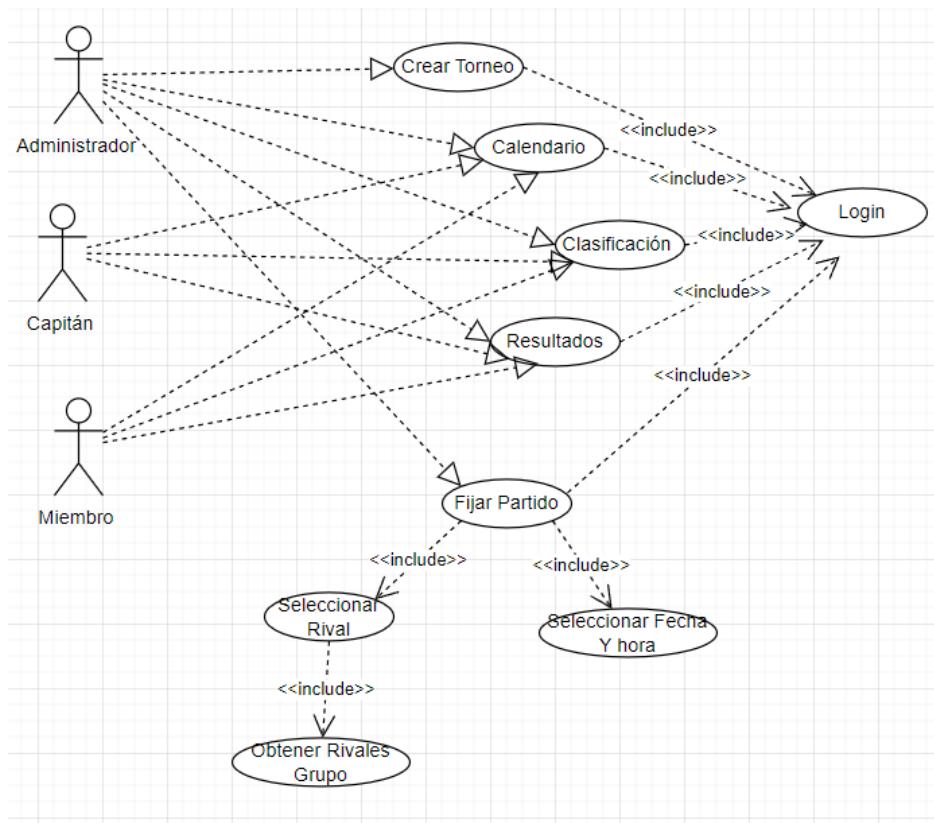 Crear Torneo
Administrador
<<include>>
Calendario
<<include>>
Login
Capitán
<<include>>
Clasificación
<<include>>
Resultados
<<include>>
Miembro
Fijar Partido
<<include>>
<<include>>
Seleccionar
Rival
Seleccionar Fecha
Y hora
<<include>>
Obtener Rivales
Grupo